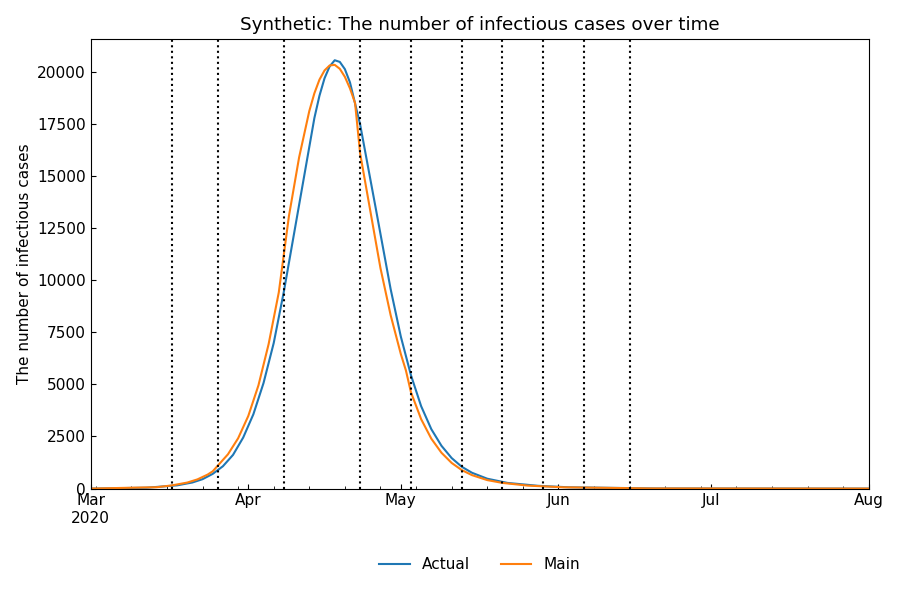 Synthetic: The number of infectious cases over time
The number of infectious cases
20000
17500
15000
12500
10000
7500
5000
2500
0
Mar Apr May Jun Jul Aug
2020
Actual Main